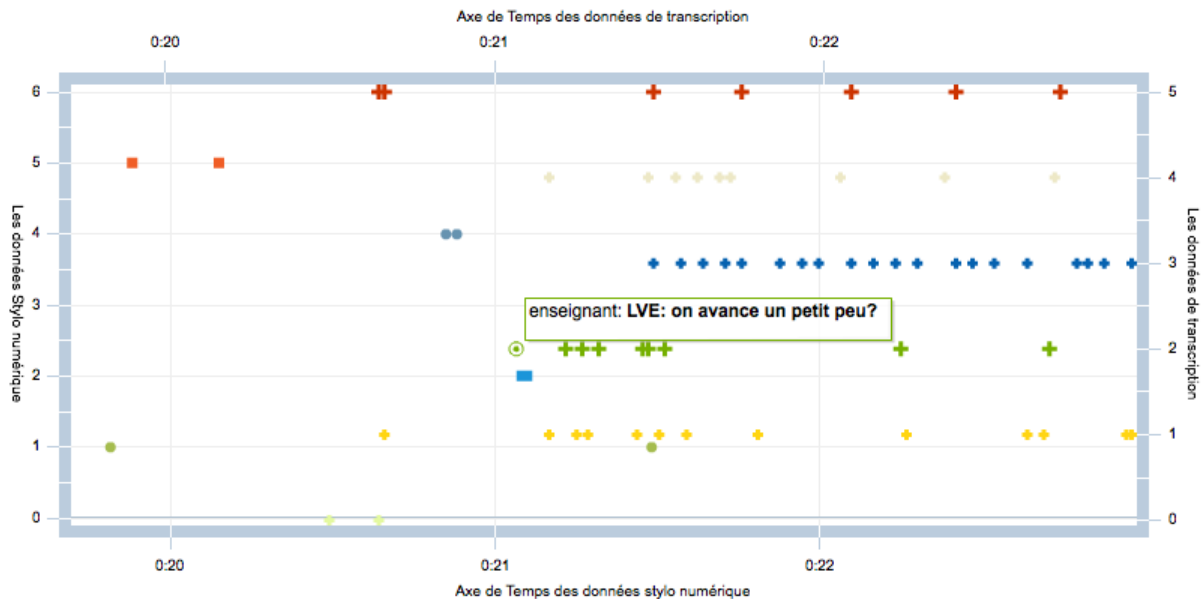 Axe de Temps des données de transcription
0:20 0:21 0:22
6 5
5
4
4
3
3
enseignant: LVE: on avance un petit peu?
2
2
1
1
0 0
Les données Stylo numérique
Les données de transcription
0:20 0:21 0:22
Axe de Temps des données stylo numérique